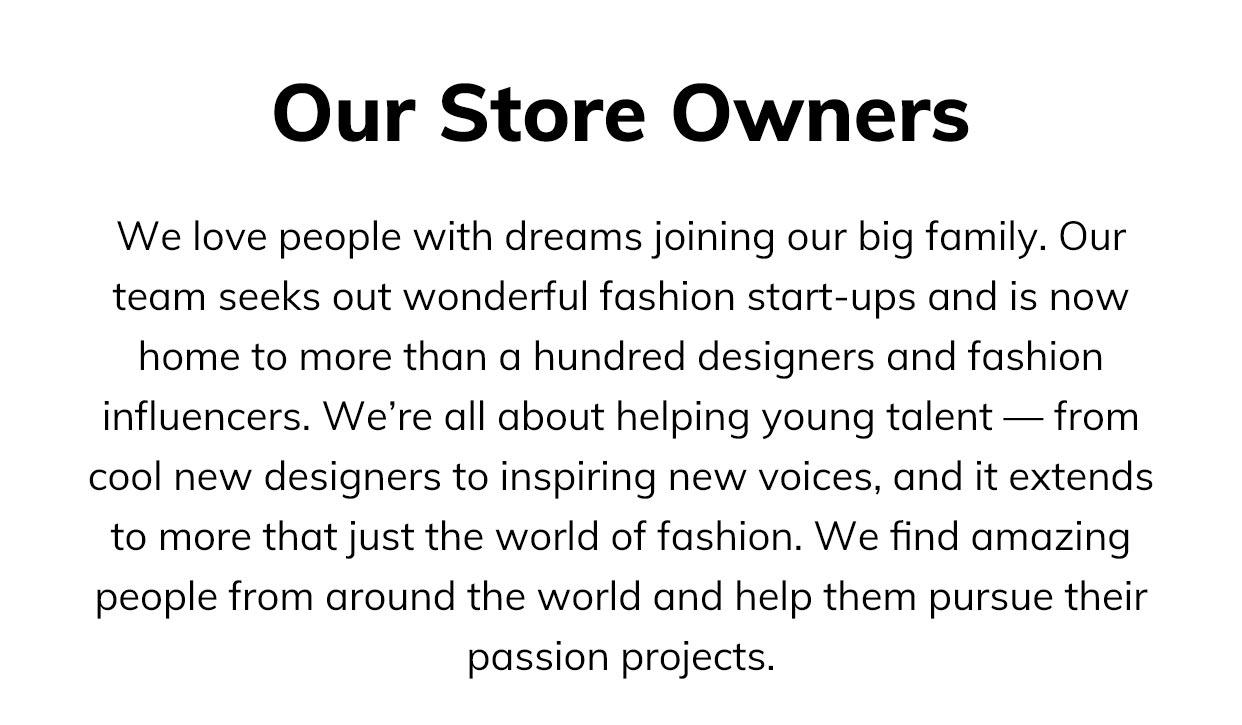 Our Store Owners
We love people with dreams joining our big family. Our
team seeks out wonderful fashion start-ups and is now
home to more than a hundred designers and fashion
influencers. We’re all about helping young talent — from
cool new designers to inspiring new voices, and it extends
to more that just the world of fashion. We find amazing
people from around the world and help them pursue their
passion projects.